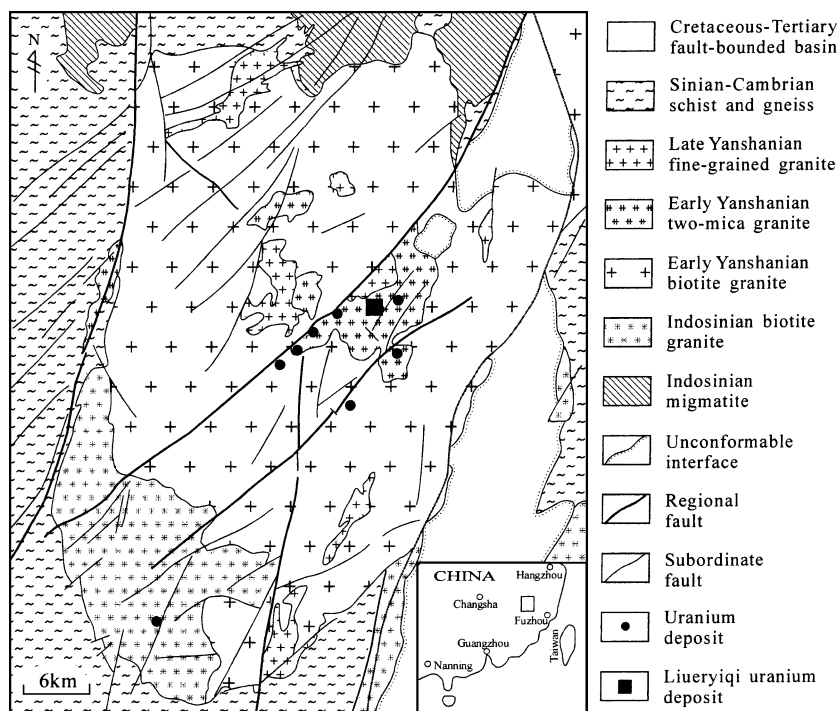 N
6km
CHINA
Hangzhou
Changsha
Fuzhou
Taiwan
Guangzhou
Nanning
Cretaceous-Tertiary
fault-bounded basin
Sinian-Cambrian
schist and gneiss
Late Yanshanian
fine-grained granite
Early Yanshanian
two-mica granite
Early Yanshanian
biotite granite
Indosinian biotite
granite
Indosinian
migmatite
Unconformable
interface
Regional
fault
Subordinate
fault
Uranium
deposit
Liueryiqi uranium
deposit